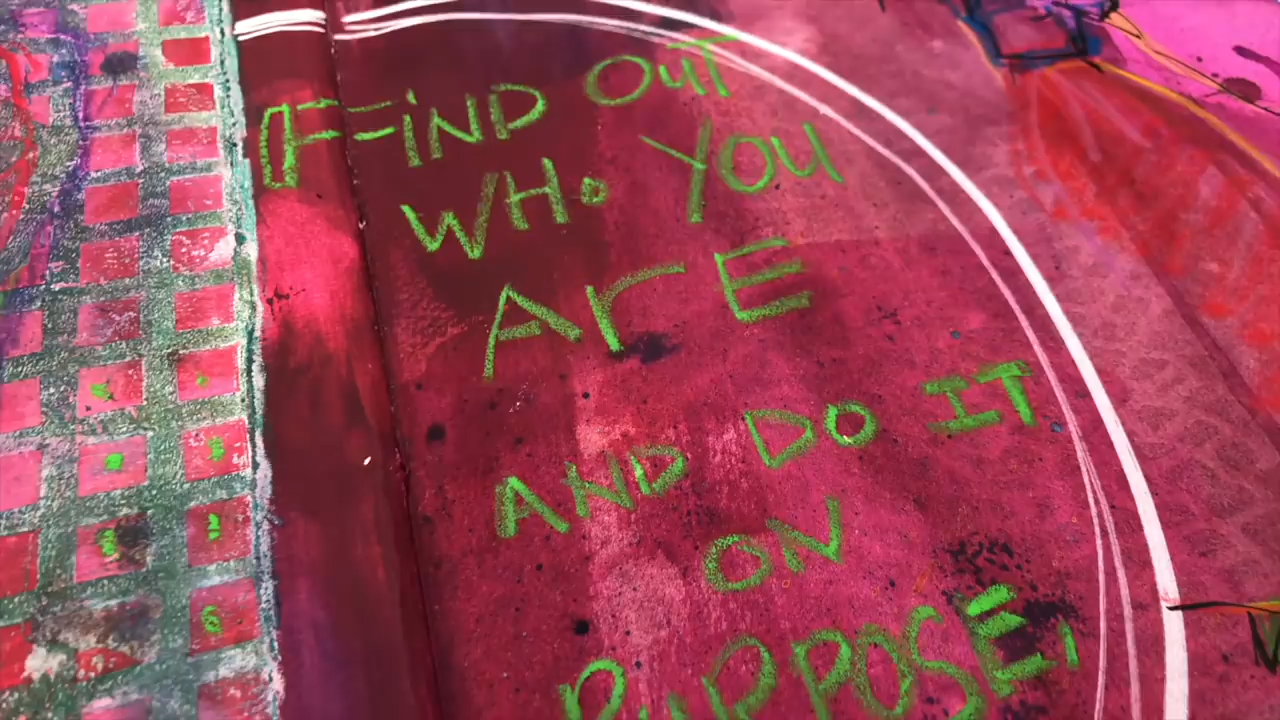 FiND OuT
WHo YOU
ArE
AND DO IT
ON
PURPOSE,